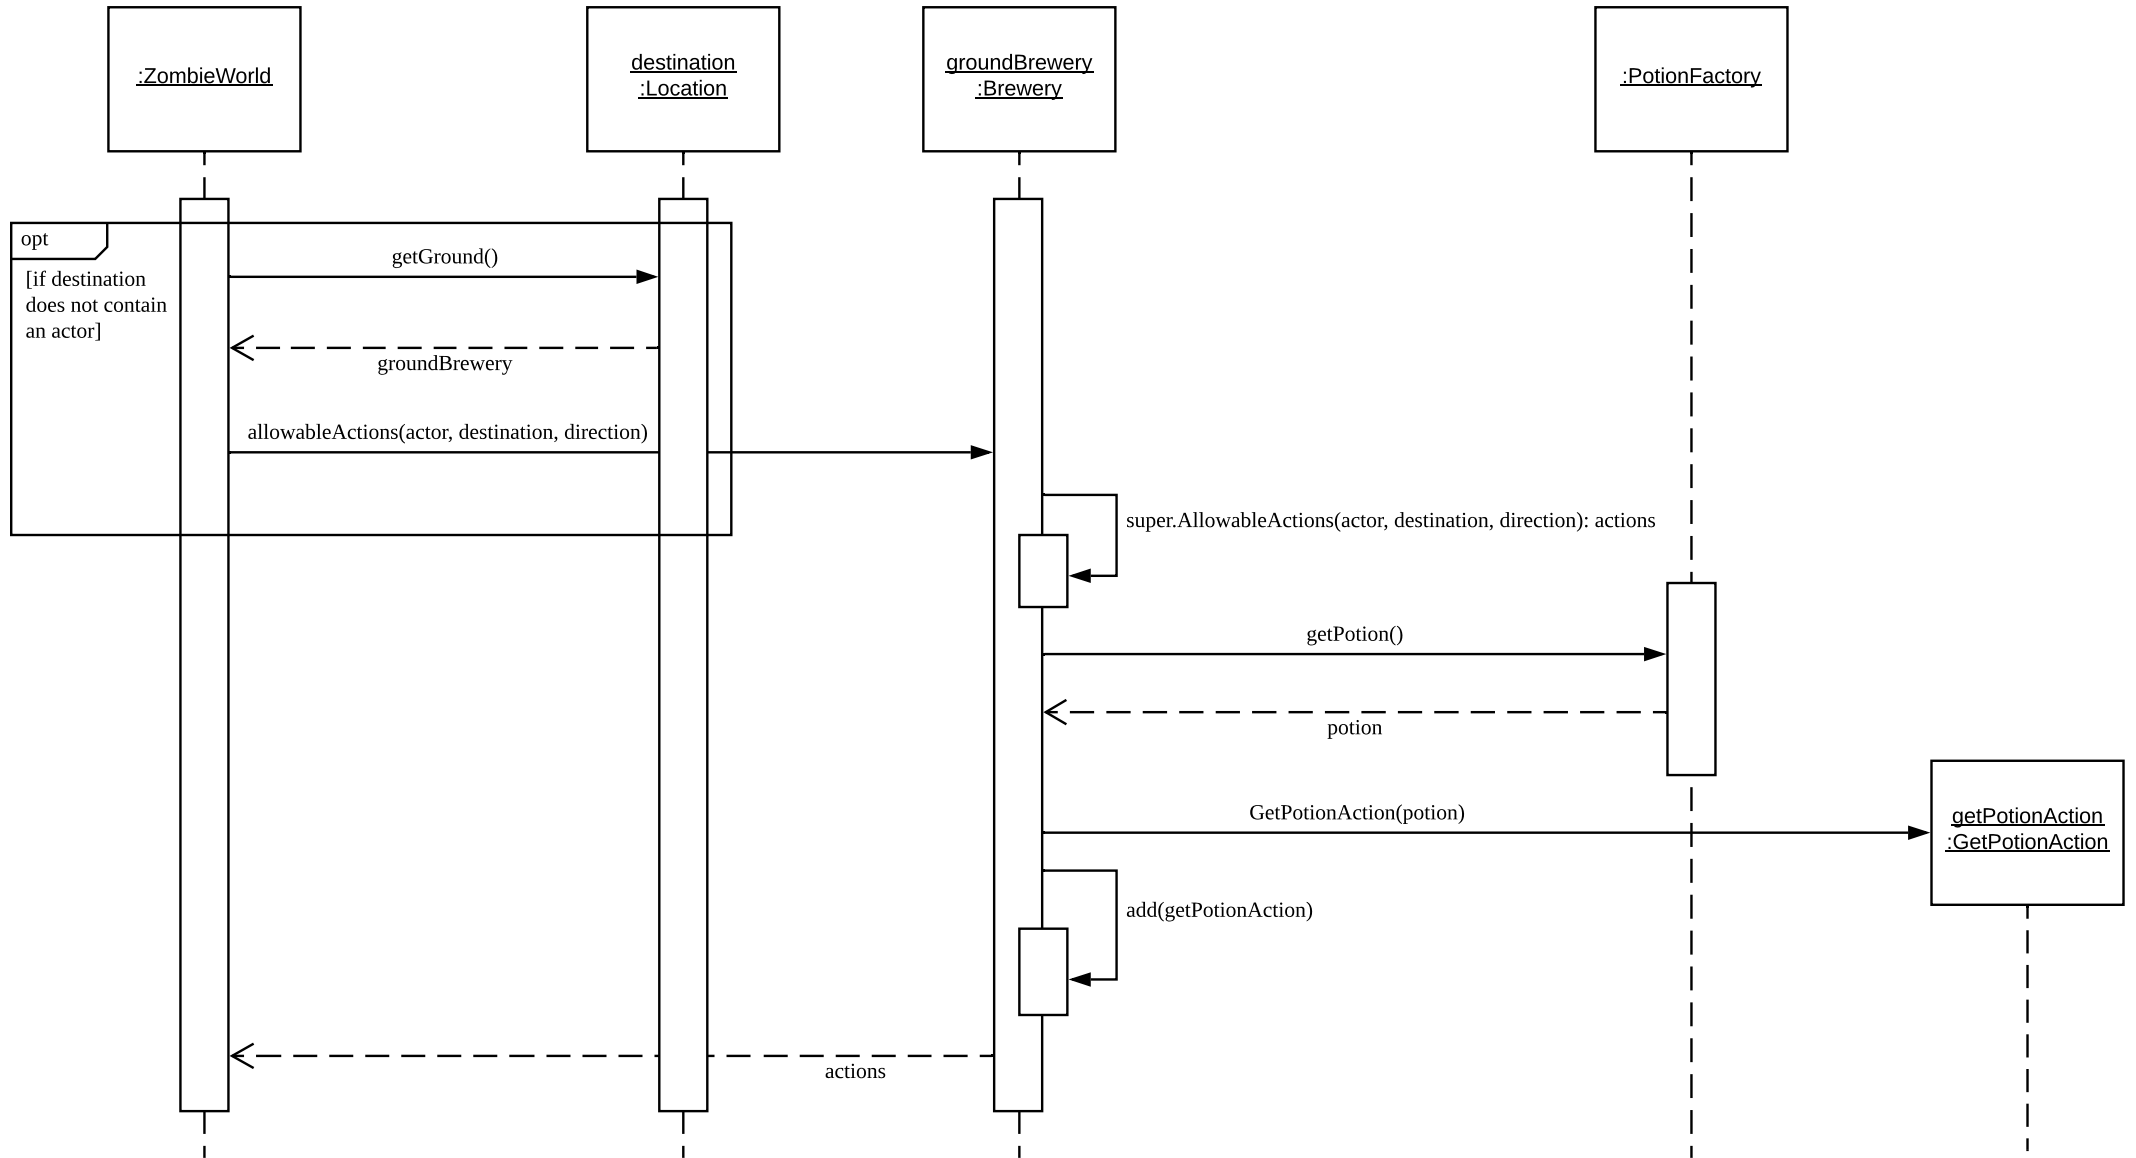 :ZombieWorld
destination
:Location
groundBrewery
:Brewery
:PotionFactory
opt
[if destination
does not contain
an actor]
getGround()
groundBrewery
allowableActions(actor, destination, direction)
super.AllowableActions(actor, destination, direction): actions
getPotion()
potion
GetPotionAction(potion)
getPotionAction
:GetPotionAction
add(getPotionAction)
actions